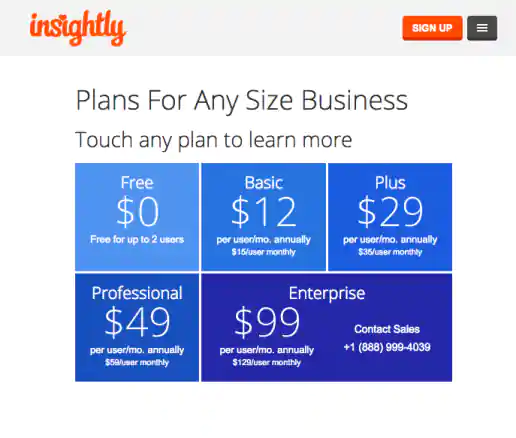 insightly
SIGN UP
Plans For Any Size Business
Touch any plan to learn more
Free
$0
Free for up to 2 users
Basic
$12
per user/mo. annually
$15/user monthly
Plus
$29
per user/mo. annually
$35/user monthly
Professional
$49
per user/mo. annually
$59/user monthly
Enterprise
$99
per user/mo. annually
$129/user monthly
Contact Sales
+1 (888) 999-4039